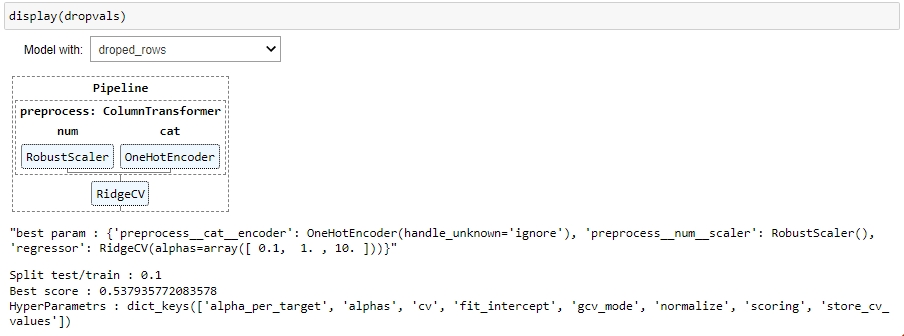 display(dropvals)
Model with: droped_rows
Pipeline
preprocess: ColumnTransformer
num cat
RobustScaler OneHotEncoder
RidgeCV
"best param : {'preprocess__cat__encoder': OneHotEncoder(handle_unknown='ignore'), 'preprocess__num__scaler': RobustScaler(),
'regressor': RidgeCV(alphas=array([ 0.1,  1. , 10. ]))}"
Split test/train : 0.1
Best score : 0.537935772083578
HyperParametrs : dict_keys(['alpha_per_target', 'alphas', 'cv', 'fit_intercept', 'gcv_mode', 'normalize', 'scoring', 'store_cv_
values'])